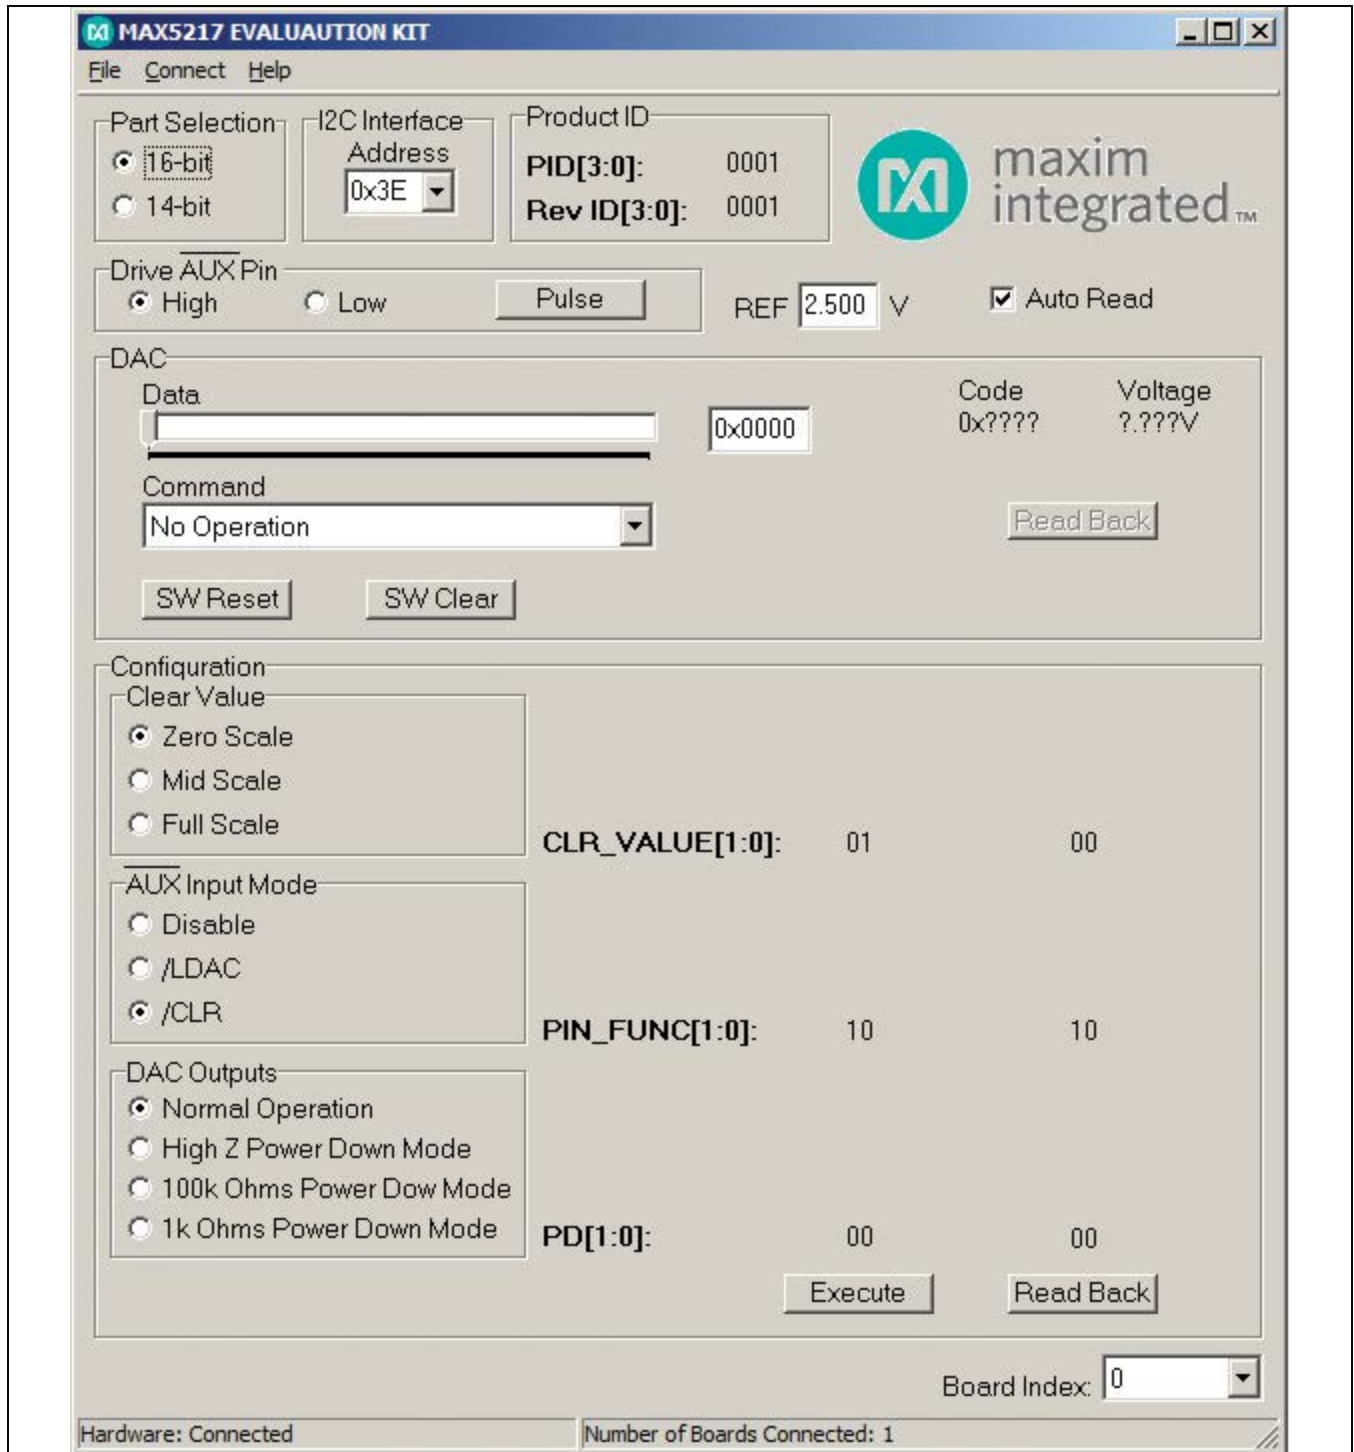 MAX5217 EVALUAUTION KIT
File Connect Help
Part Selection
16-bit
14-bit
I2C Interface
Address
0x3E
Product ID
PID[3:0]: 0001
Rev ID[3:0]: 0001
maxim
integrated™
Drive AUX Pin
High Low Pulse
REF 2.500 V
Auto Read
DAC
Data
0x0000
Code Voltage
0x???? ?.???V
Command
No Operation
Read Back
SW Reset SW Clear
Configuration
Clear Value
Zero Scale
Mid Scale
Full Scale
CLR_VALUE[1:0]: 01 00
AUX Input Mode
Disable
/LDAC
/CLR
PIN_FUNC[1:0]: 10 10
DAC Outputs
Normal Operation
High Z Power Down Mode
100k Ohms Power Dow Mode
1k Ohms Power Down Mode
PD[1:0]: 00 00
Execute Read Back
Board Index: 0
Hardware: Connected Number of Boards Connected: 1